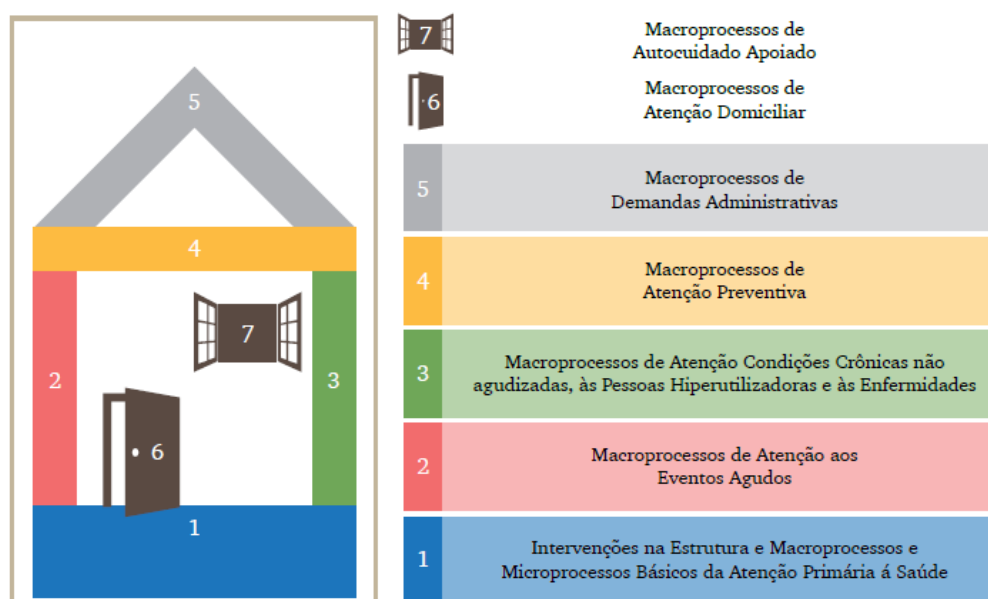 5
4
7
2
3
6
1
7
Macroprocessos de
Autocuidado Apoiado
6
Macroprocessos de
Atenção Domiciliar
5
Macroprocessos de
Demandas Administrativas
4
Macroprocessos de
Atenção Preventiva
3
Macroprocessos de Atenção Condições Crônicas não
agudizadas, às Pessoas Hiperutilizadoras e às Enfermidades
2
Macroprocessos de Atenção aos
Eventos Agudos
1
Intervenções na Estrutura e Macroprocessos e
Microprocessos Básicos da Atenção Primária á Saúde